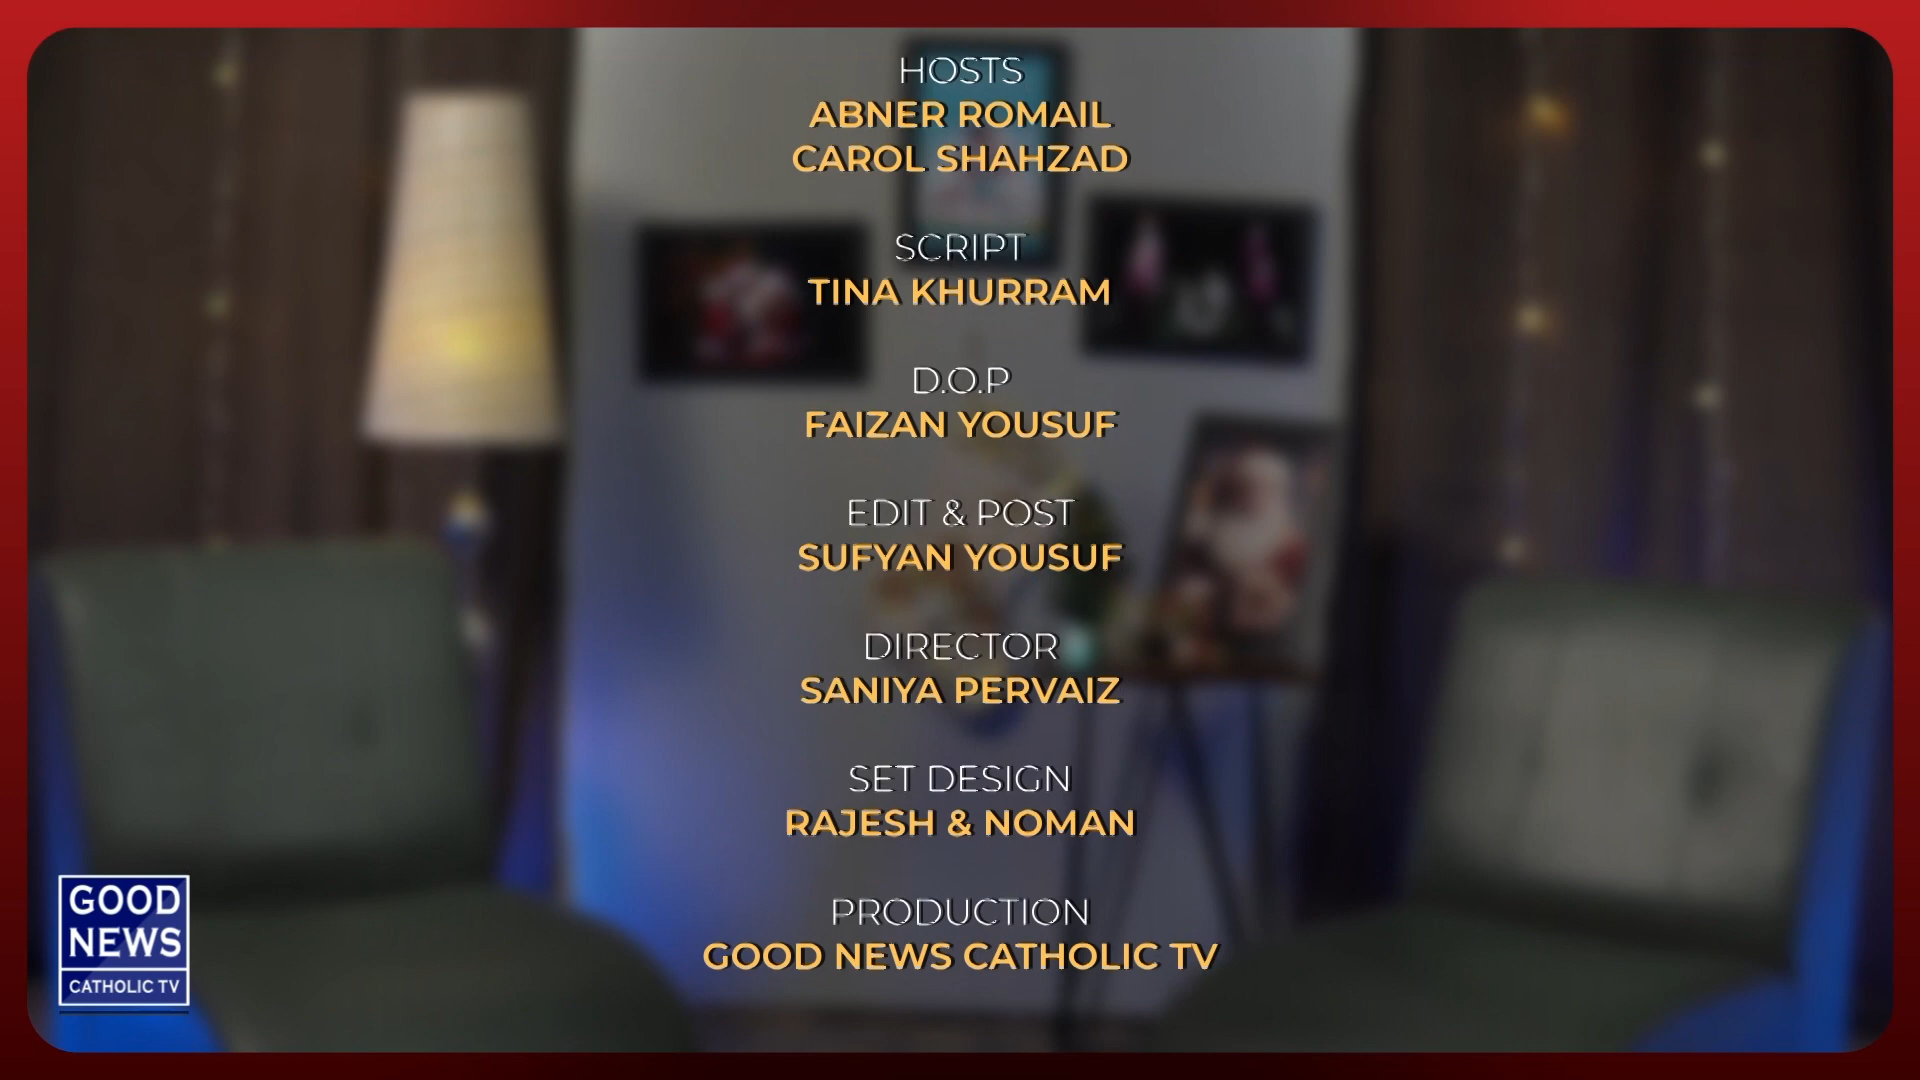 HOSTS
ABNER ROMAIL
CAROL SHAHZAD
SCRIPT
TINA KHURRAM
D.O.P
FAIZAN YOUSUF
EDIT & POST
SUFYAN YOUSUF
DIRECTOR
SANIYA PERVAIZ
SET DESIGN
RAJESH & NOMAN
PRODUCTION
GOOD NEWS CATHOLIC TV
GOOD
NEWS
CATHOLIC TV